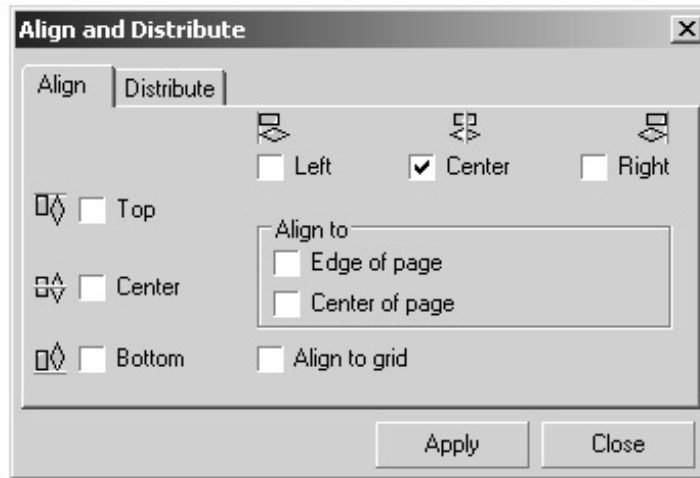 Align and Distribute
Align Distribute
Left Center Right
Top
Align to
Edge of page
Center
Center of page
Bottom Align to grid
Apply Close